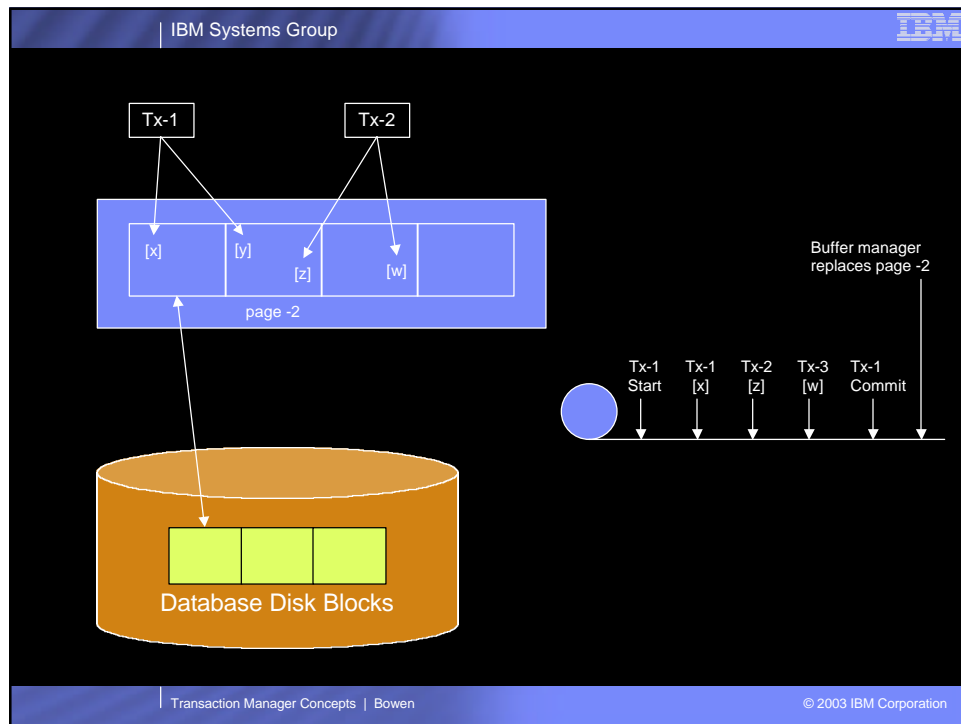 IBM Systems Group
IBM
Tx-1
Tx-2
[x]
[y]
[z]
[w]
page -2
Buffer manager
replaces page -2
Tx-1
Start
Tx-1
[x]
Tx-2
[z]
Tx-3
[w]
Tx-1
Commit
Database Disk Blocks
Transaction Manager Concepts | Bowen
© 2003 IBM Corporation